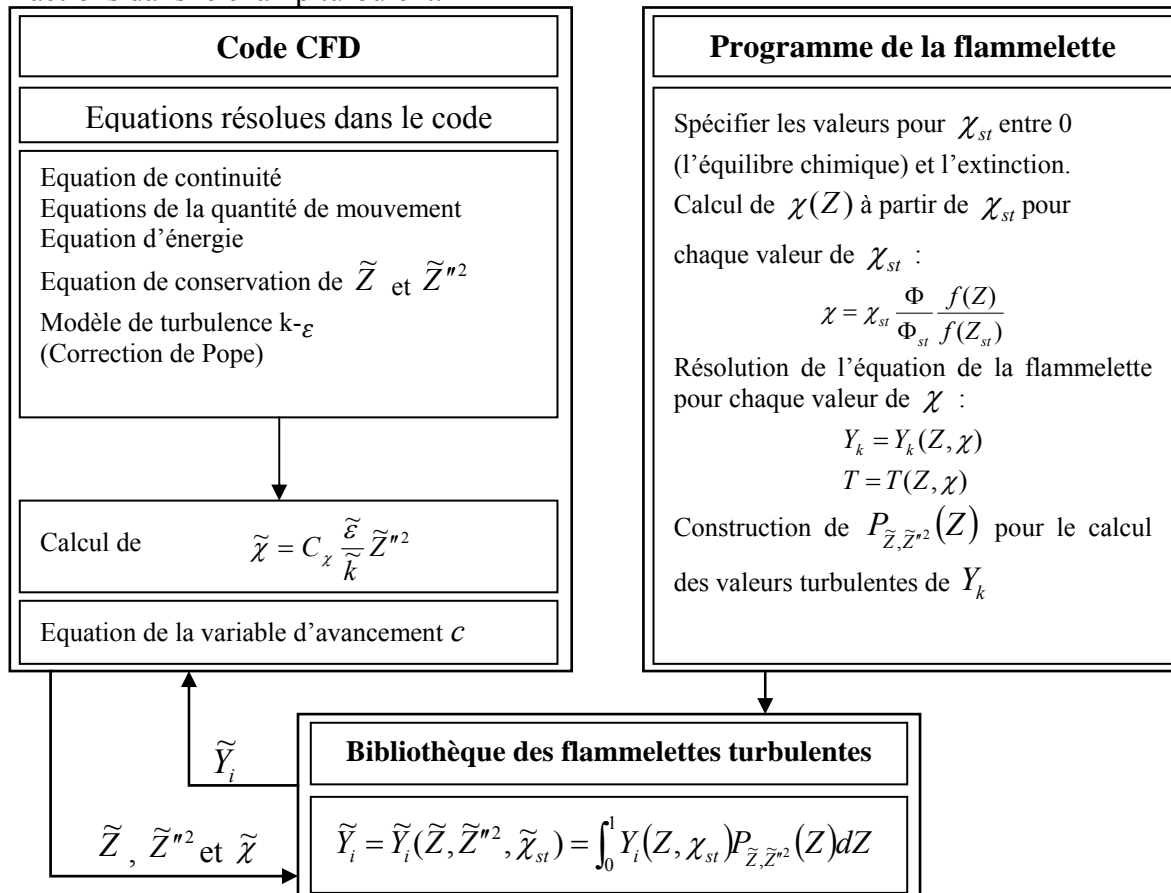 Code CFD
Equations résolues dans le code
Equation de continuité
Equations de la quantité de mouvement
Equation d'énergie
Equation de conservation de Z̃ et Z̃″²
Modèle de turbulence k-ε
(Correction de Pope)
Calcul de χ̃ = C_χ (ε̃/k̃) Z̃″²
Equation de la variable d'avancement c
Programme de la flammelette
Spécifier les valeurs pour χ_st entre 0
(l'équilibre chimique) et l'extinction.
Calcul de χ(Z) à partir de χ_st pour
chaque valeur de χ_st :
χ = χ_st (Φ/Φ_st) (f(Z)/f(Z_st))
Résolution de l'équation de la flammelette
pour chaque valeur de χ :
Y_k = Y_k(Z, χ)
T = T(Z, χ)
Construction de P_{Z̃,Z̃″²}(Z) pour le calcul
des valeurs turbulentes de Y_k
Ỹ_i
Z̃ , Z̃″² et χ̃
Bibliothèque des flammelettes turbulentes
Ỹ_i = Ỹ_i(Z̃, Z̃″², χ̃_st) = ∫₀¹ Y_i(Z, χ_st) P_{Z̃,Z̃″²}(Z)dZ